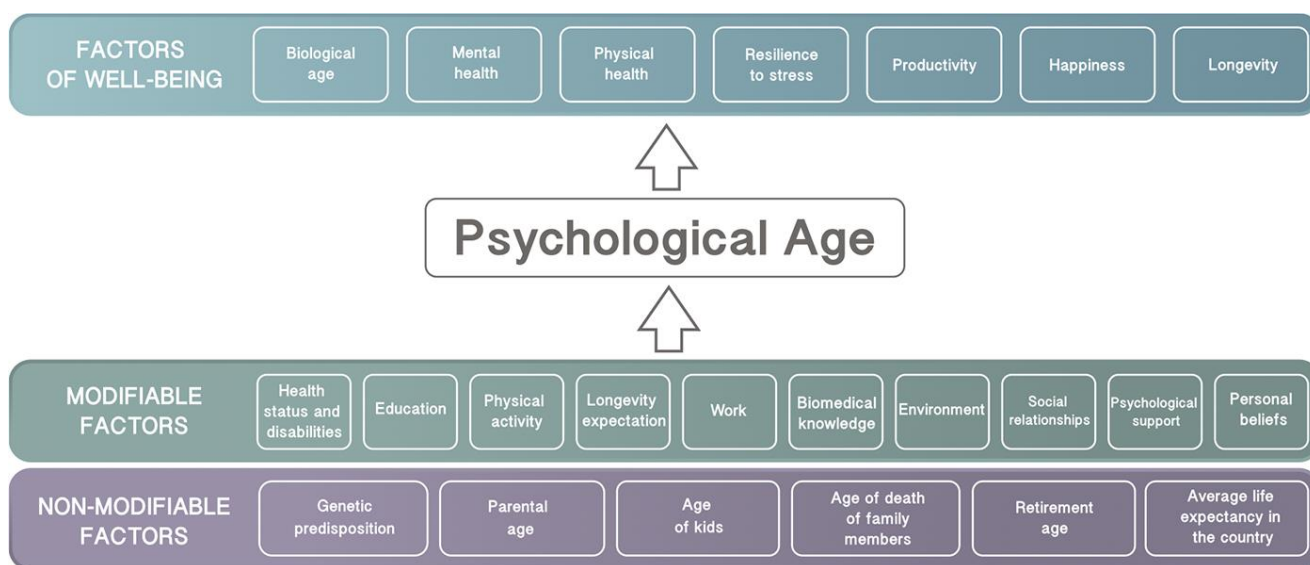 FACTORS
OF WELL-BEING
Biological
age
Mental
health
Physical
health
Resilience
to stress
Productivity
Happiness
Longevity
Psychological Age
MODIFIABLE
FACTORS
Health
status and
disabilities
Education
Physical
activity
Longevity
expectation
Work
Biomedical
knowledge
Environment
Social
relationships
Psychological
support
Personal
beliefs
NON-MODIFIABLE
FACTORS
Genetic
predisposition
Parental
age
Age
of kids
Age of death
of family
members
Retirement
age
Average life
expectancy in
the country